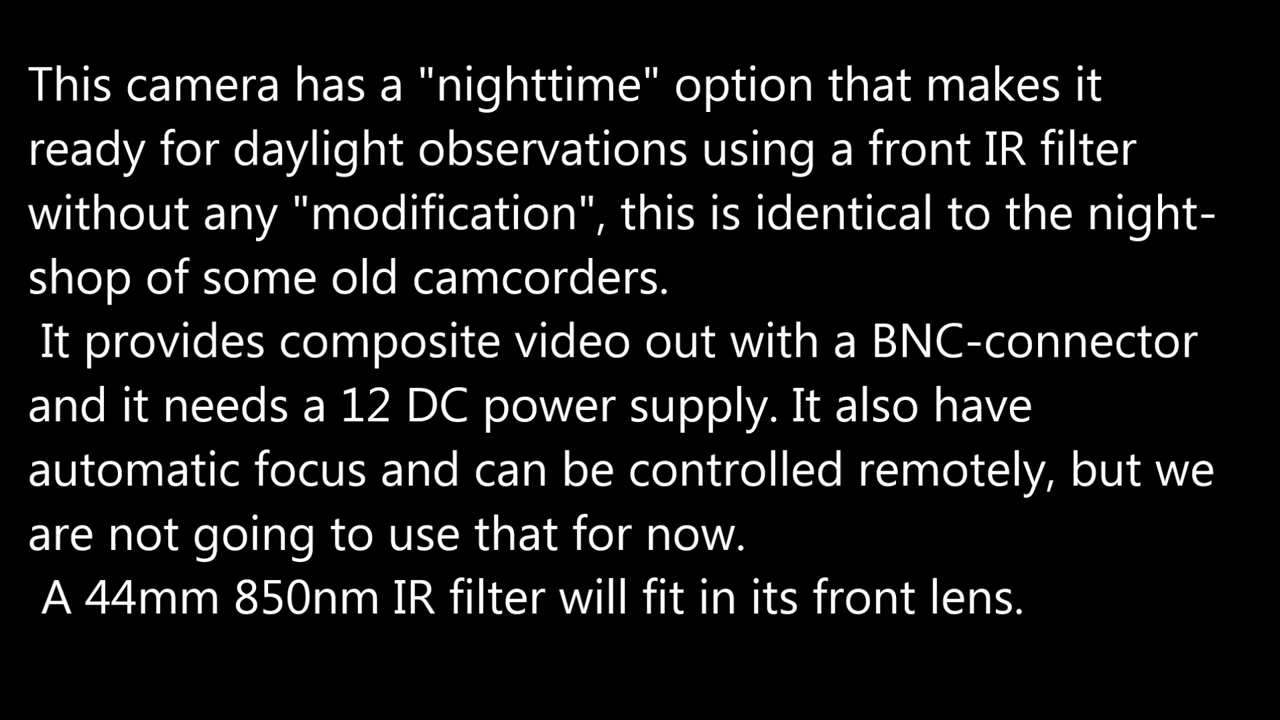 This camera has a "nighttime" option that makes it
ready for daylight observations using a front IR filter
without any "modification", this is identical to the night-
shop of some old camcorders.
It provides composite video out with a BNC-connector
and it needs a 12 DC power supply. It also have
automatic focus and can be controlled remotely, but we
are not going to use that for now.
A 44mm 850nm IR filter will fit in its front lens.